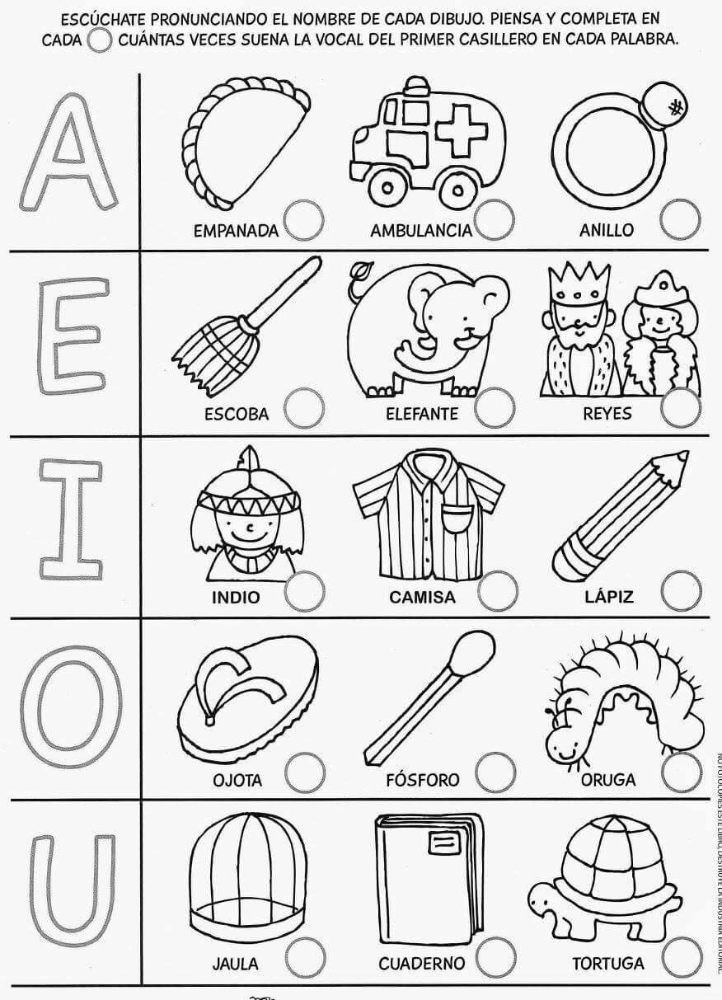 ESCÚCHATE PRONUNCIANDO EL NOMBRE DE CADA DIBUJO. PIENSA Y COMPLETA EN
CADA CUÁNTAS VECES SUENA LA VOCAL DEL PRIMER CASILLERO EN CADA PALABRA.
A
EMPANADA AMBULANCIA ANILLO
E
ESCOBA ELEFANTE REYES
I
INDIO CAMISA LÁPIZ
O
OJOTA FÓSFORO ORUGA
U
JAULA CUADERNO TORTUGA
NO FOTOCOPIES ESTE LIBRO, DESTRUYE LA INDUSTRIA EDITORIAL.